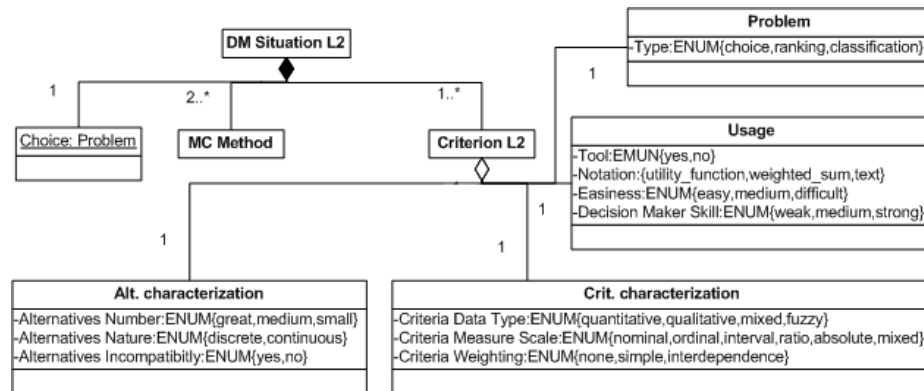 Problem
-Type:ENUM{choice,ranking,classification}
DM Situation L2
1
2..*
1..*
1
Choice: Problem
MC Method
Criterion L2
Usage
-Tool:EMUN{yes,no}
-Notation:{utility_function,weighted_sum,text}
-Easiness:ENUM{easy,medium,difficult}
-Decision Maker Skill:ENUM{weak,medium,strong}
1
1
1
Alt. characterization
-Alternatives Number:ENUM{great,medium,small}
-Alternatives Nature:ENUM{discrete,continuous}
-Alternatives Incompatibitly:ENUM{yes,no}
Crit. characterization
-Criteria Data Type:ENUM{quantitative,qualitative,mixed,fuzzy}
-Criteria Measure Scale:ENUM{nominal,ordinal,interval,ratio,absolute,mixed}
-Criteria Weighting:ENUM{none,simple,interdependence}